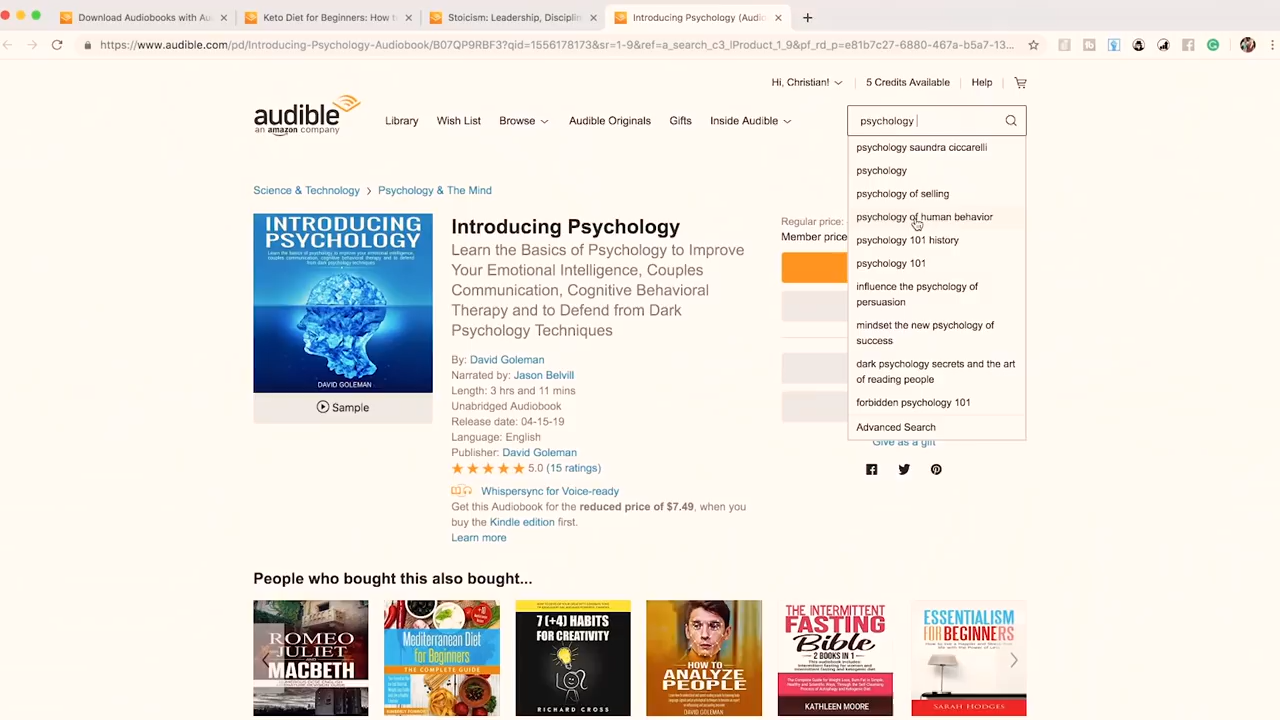 Download Audiobooks with Au
Keto Diet for Beginners: How t
Stoicism: Leadership, Disciplin
Introducing Psychology (Audio
https://www.audible.com/pd/Introducing-Psychology-Audiobook/B07QP9RBF3?qid=1556178173&sr=1-9&ref=a_search_c3_lProduct_1_9&pf_rd_p=e81b7c27-6880-467a-b5a7-13...
Hi, Christian!
5 Credits Available
Help
audible
an amazon company
Library
Wish List
Browse
Audible Originals
Gifts
Inside Audible
psychology
psychology saundra ciccarelli
psychology
psychology of selling
psychology of human behavior
psychology 101 history
psychology 101
influence the psychology of
persuasion
mindset the new psychology of
success
dark psychology secrets and the art
of reading people
forbidden psychology 101
Advanced Search
Give as a gift
Science & Technology > Psychology & The Mind
INTRODUCING
PSYCHOLOGY
DAVID GOLEMAN
Sample
Introducing Psychology
Learn the Basics of Psychology to Improve
Your Emotional Intelligence, Couples
Communication, Cognitive Behavioral
Therapy and to Defend from Dark
Psychology Techniques
By: David Goleman
Narrated by: Jason Belvill
Length: 3 hrs and 11 mins
Unabridged Audiobook
Release date: 04-15-19
Language: English
Publisher: David Goleman
5.0 (15 ratings)
Whispersync for Voice-ready
Get this Audiobook for the reduced price of $7.49, when you
buy the Kindle edition first.
Learn more
Regular price:
Member price
People who bought this also bought...
ROMEO
JULIET
MACBETH
Mediterranean Diet
for Beginners
THE COMPLETE GUIDE
7 (+4) HABITS
FOR CREATIVITY
RICHARD CROSS
HOW TO
ANALYZE
PEOPLE
DAVID GOLEMAN
THE INTERMITTENT
FASTING
Bible
2 BOOKS IN 1
KATHLEEN MOORE
ESSENTIALISM
FOR BEGINNERS
SARAH HODGES